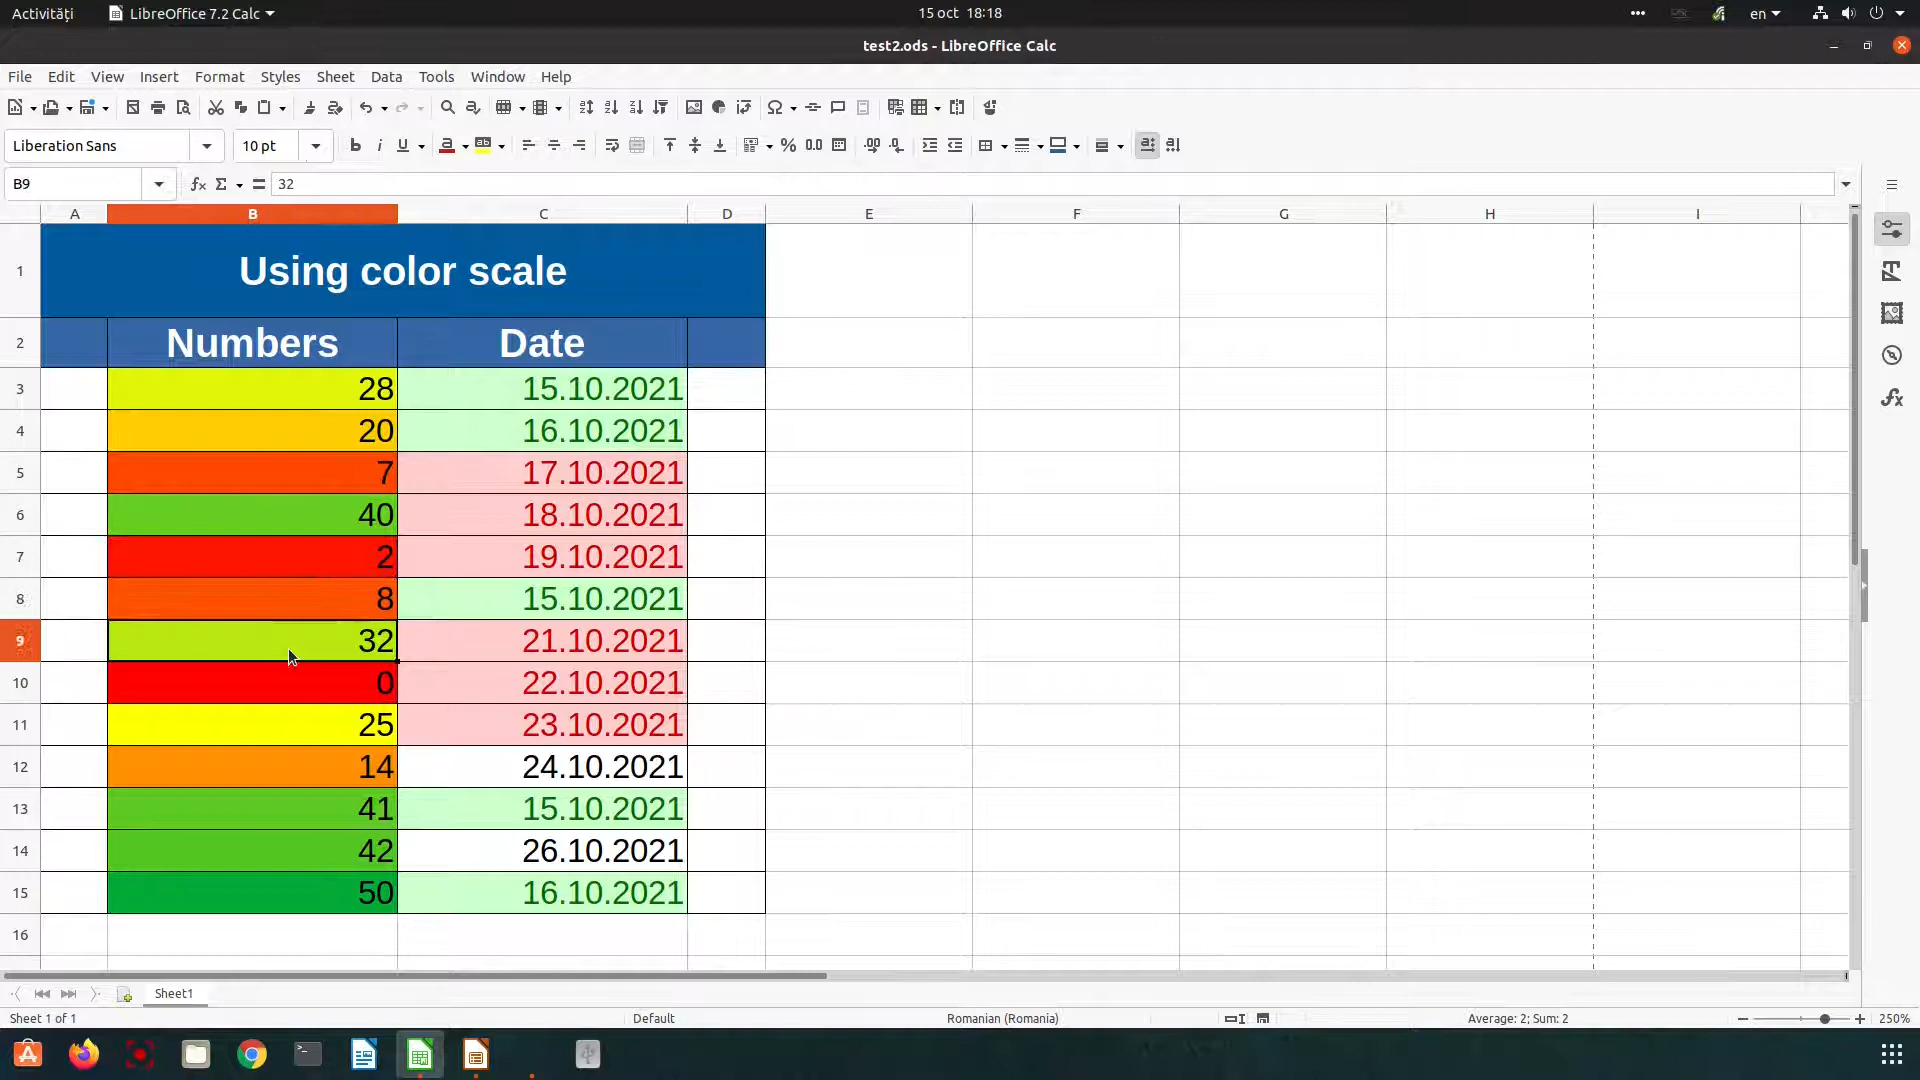 Activități LibreOffice 7.2 Calc 15 oct 18:18 en
test2.ods - LibreOffice Calc
File Edit View Insert Format Styles Sheet Data Tools Window Help
Liberation Sans 10 pt
B9 32
A B C D E F G H I
1 Using color scale
2 Numbers Date
3 28 15.10.2021
4 20 16.10.2021
5 7 17.10.2021
6 40 18.10.2021
7 2 19.10.2021
8 8 15.10.2021
9 32 21.10.2021
10 0 22.10.2021
11 25 23.10.2021
12 14 24.10.2021
13 41 15.10.2021
14 42 26.10.2021
15 50 16.10.2021
16
Sheet1
Sheet 1 of 1 Default Romanian (Romania) Average: 2; Sum: 2 250%